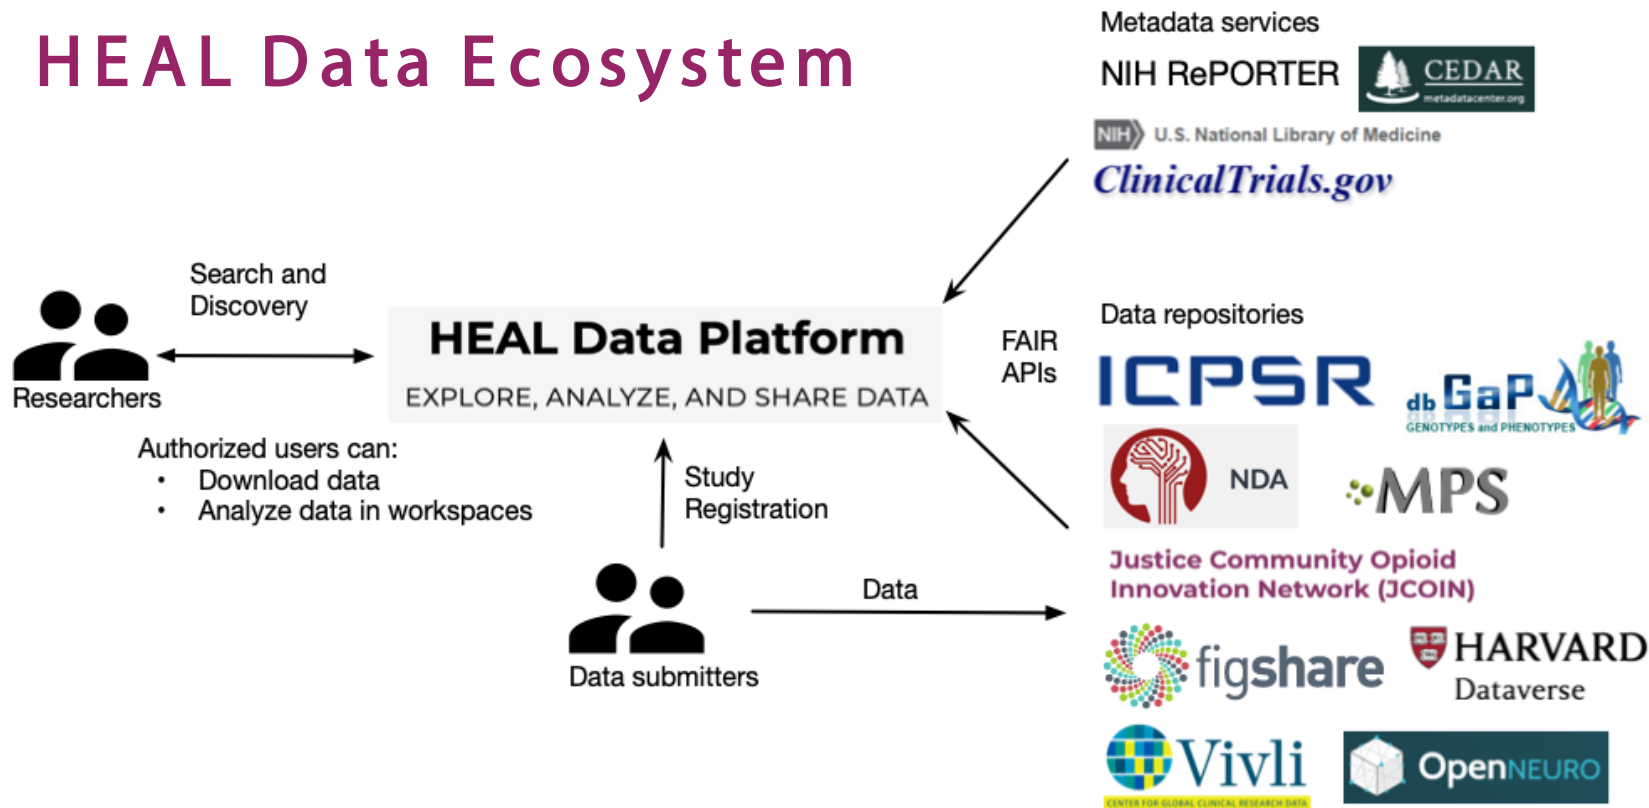 HEAL Data Ecosystem
Metadata services
NIH RePORTER
CEDAR
metadatacenter.org
NIH U.S. National Library of Medicine
ClinicalTrials.gov
Search and
Discovery
Researchers
HEAL Data Platform
EXPLORE, ANALYZE, AND SHARE DATA
FAIR
APIs
Authorized users can:
• Download data
• Analyze data in workspaces
Study
Registration
Data submitters
Data
Data repositories
ICPSR
db GaP
GENOTYPES and PHENOTYPES
NDA
MPS
Justice Community Opioid
Innovation Network (JCOIN)
figshare
HARVARD
Dataverse
Vivli
CENTER FOR GLOBAL CLINICAL RESEARCH DATA
OpenNEURO